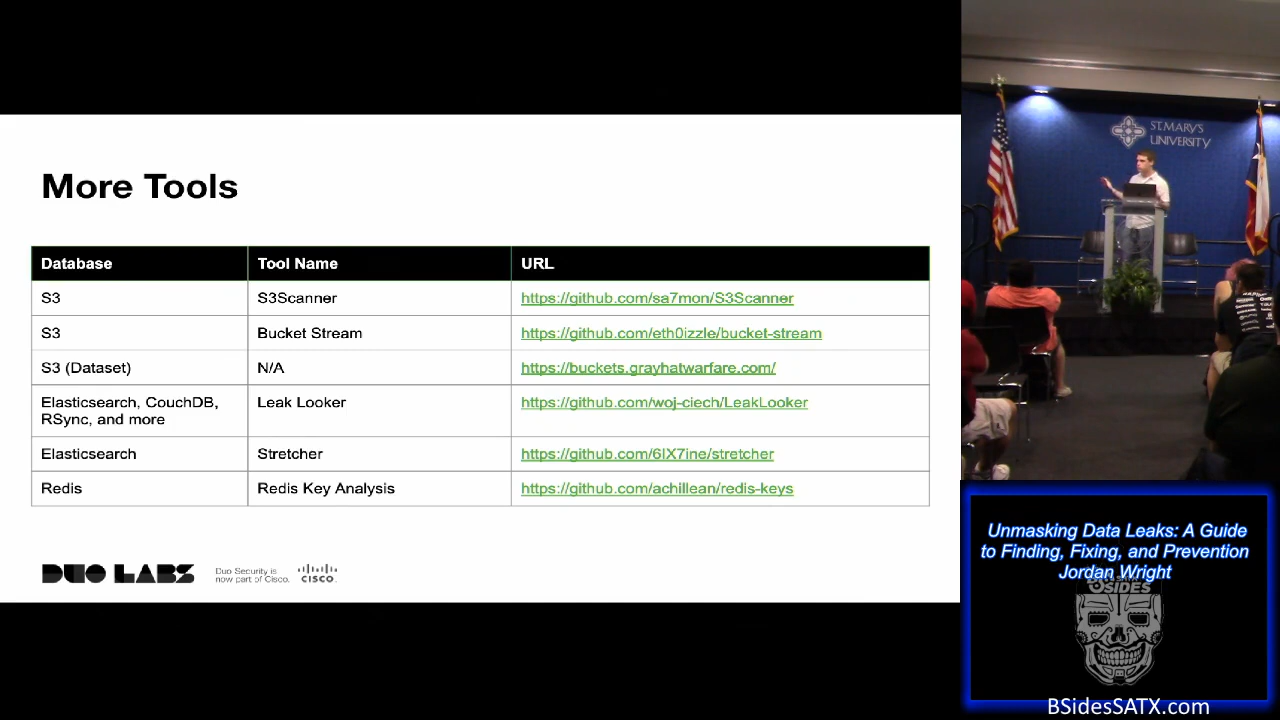 More Tools
Database Tool Name URL
S3 S3Scanner https://github.com/sa7mon/S3Scanner
S3 Bucket Stream https://github.com/eth0izzle/bucket-stream
S3 (Dataset) N/A https://buckets.grayhatwarfare.com/
Elasticsearch, CouchDB, Leak Looker https://github.com/woj-ciech/LeakLooker
RSync, and more
Elasticsearch Stretcher https://github.com/6IX7ine/stretcher
Redis Redis Key Analysis https://github.com/achillean/redis-keys
DUO LABS
Duo Security is
now part of Cisco.
CISCO
ST. MARY'S
UNIVERSITY
Unmasking Data Leaks: A Guide
to Finding, Fixing, and Prevention
Jordan Wright
BSIDES
BSidesSATX.com